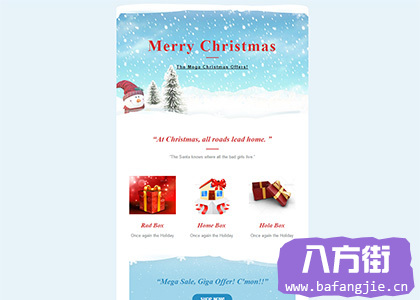 Merry Christmas
The Mega Christmas Offers!
“At Christmas, all roads lead home. ”
"The Santa knows where all the bad girls live."
Red Box
Home Box
Hola Box
Once again the Holiday
Once again the Holiday
Once again the Holiday
“Mega Sale, Giga Offer! C'mon!!”
SHOP NOW
八方街
www.bafangjie.cn